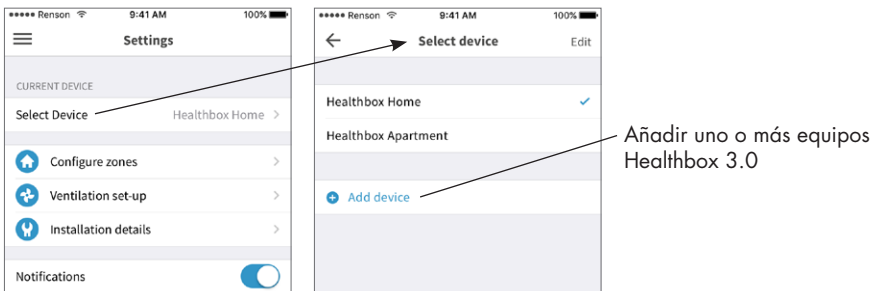 Renson 9:41 AM 100%
Settings
CURRENT DEVICE
Select Device Healthbox Home
Configure zones
Ventilation set-up
Installation details
Notifications
Renson 9:41 AM 100%
Select device Edit
Healthbox Home
Healthbox Apartment
Add device
Añadir uno o más equipos
Healthbox 3.0